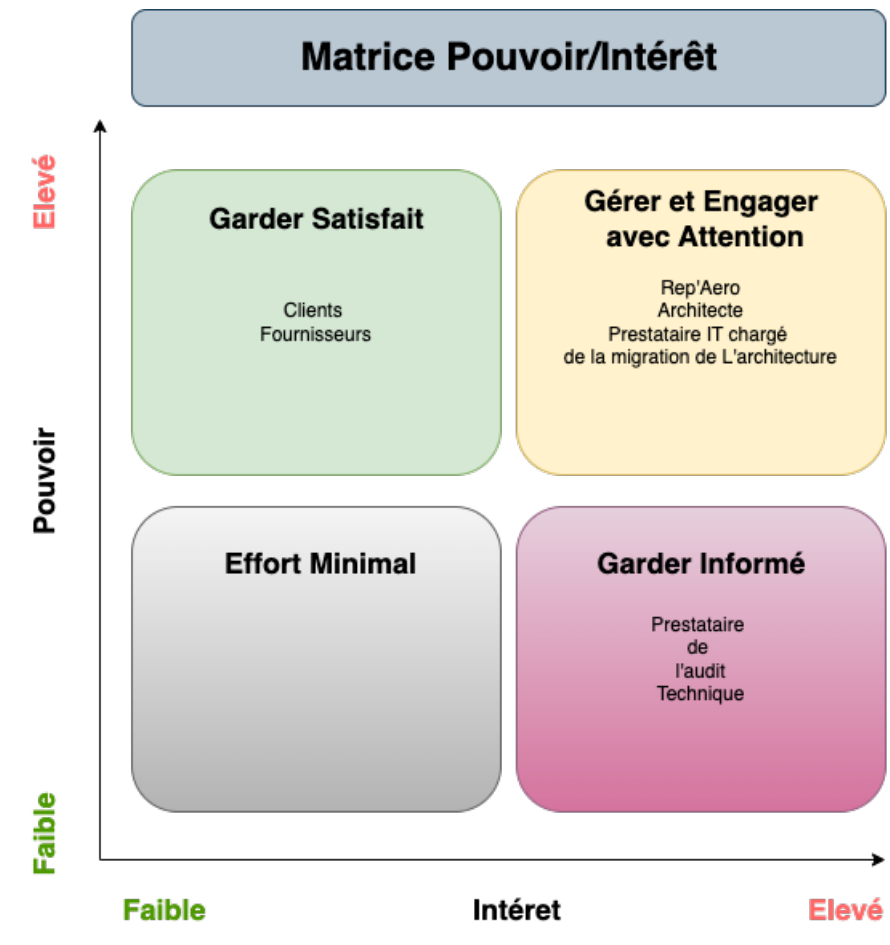 Matrice Pouvoir/Intérêt
Elevé
Garder Satisfait
Clients
Fournisseurs
Gérer et Engager
avec Attention
Rep'Aero
Architecte
Prestataire IT chargé
de la migration de L'architecture
Pouvoir
Effort Minimal
Garder Informé
Prestataire
de
l'audit
Technique
Faible
Faible
Intéret
Elevé